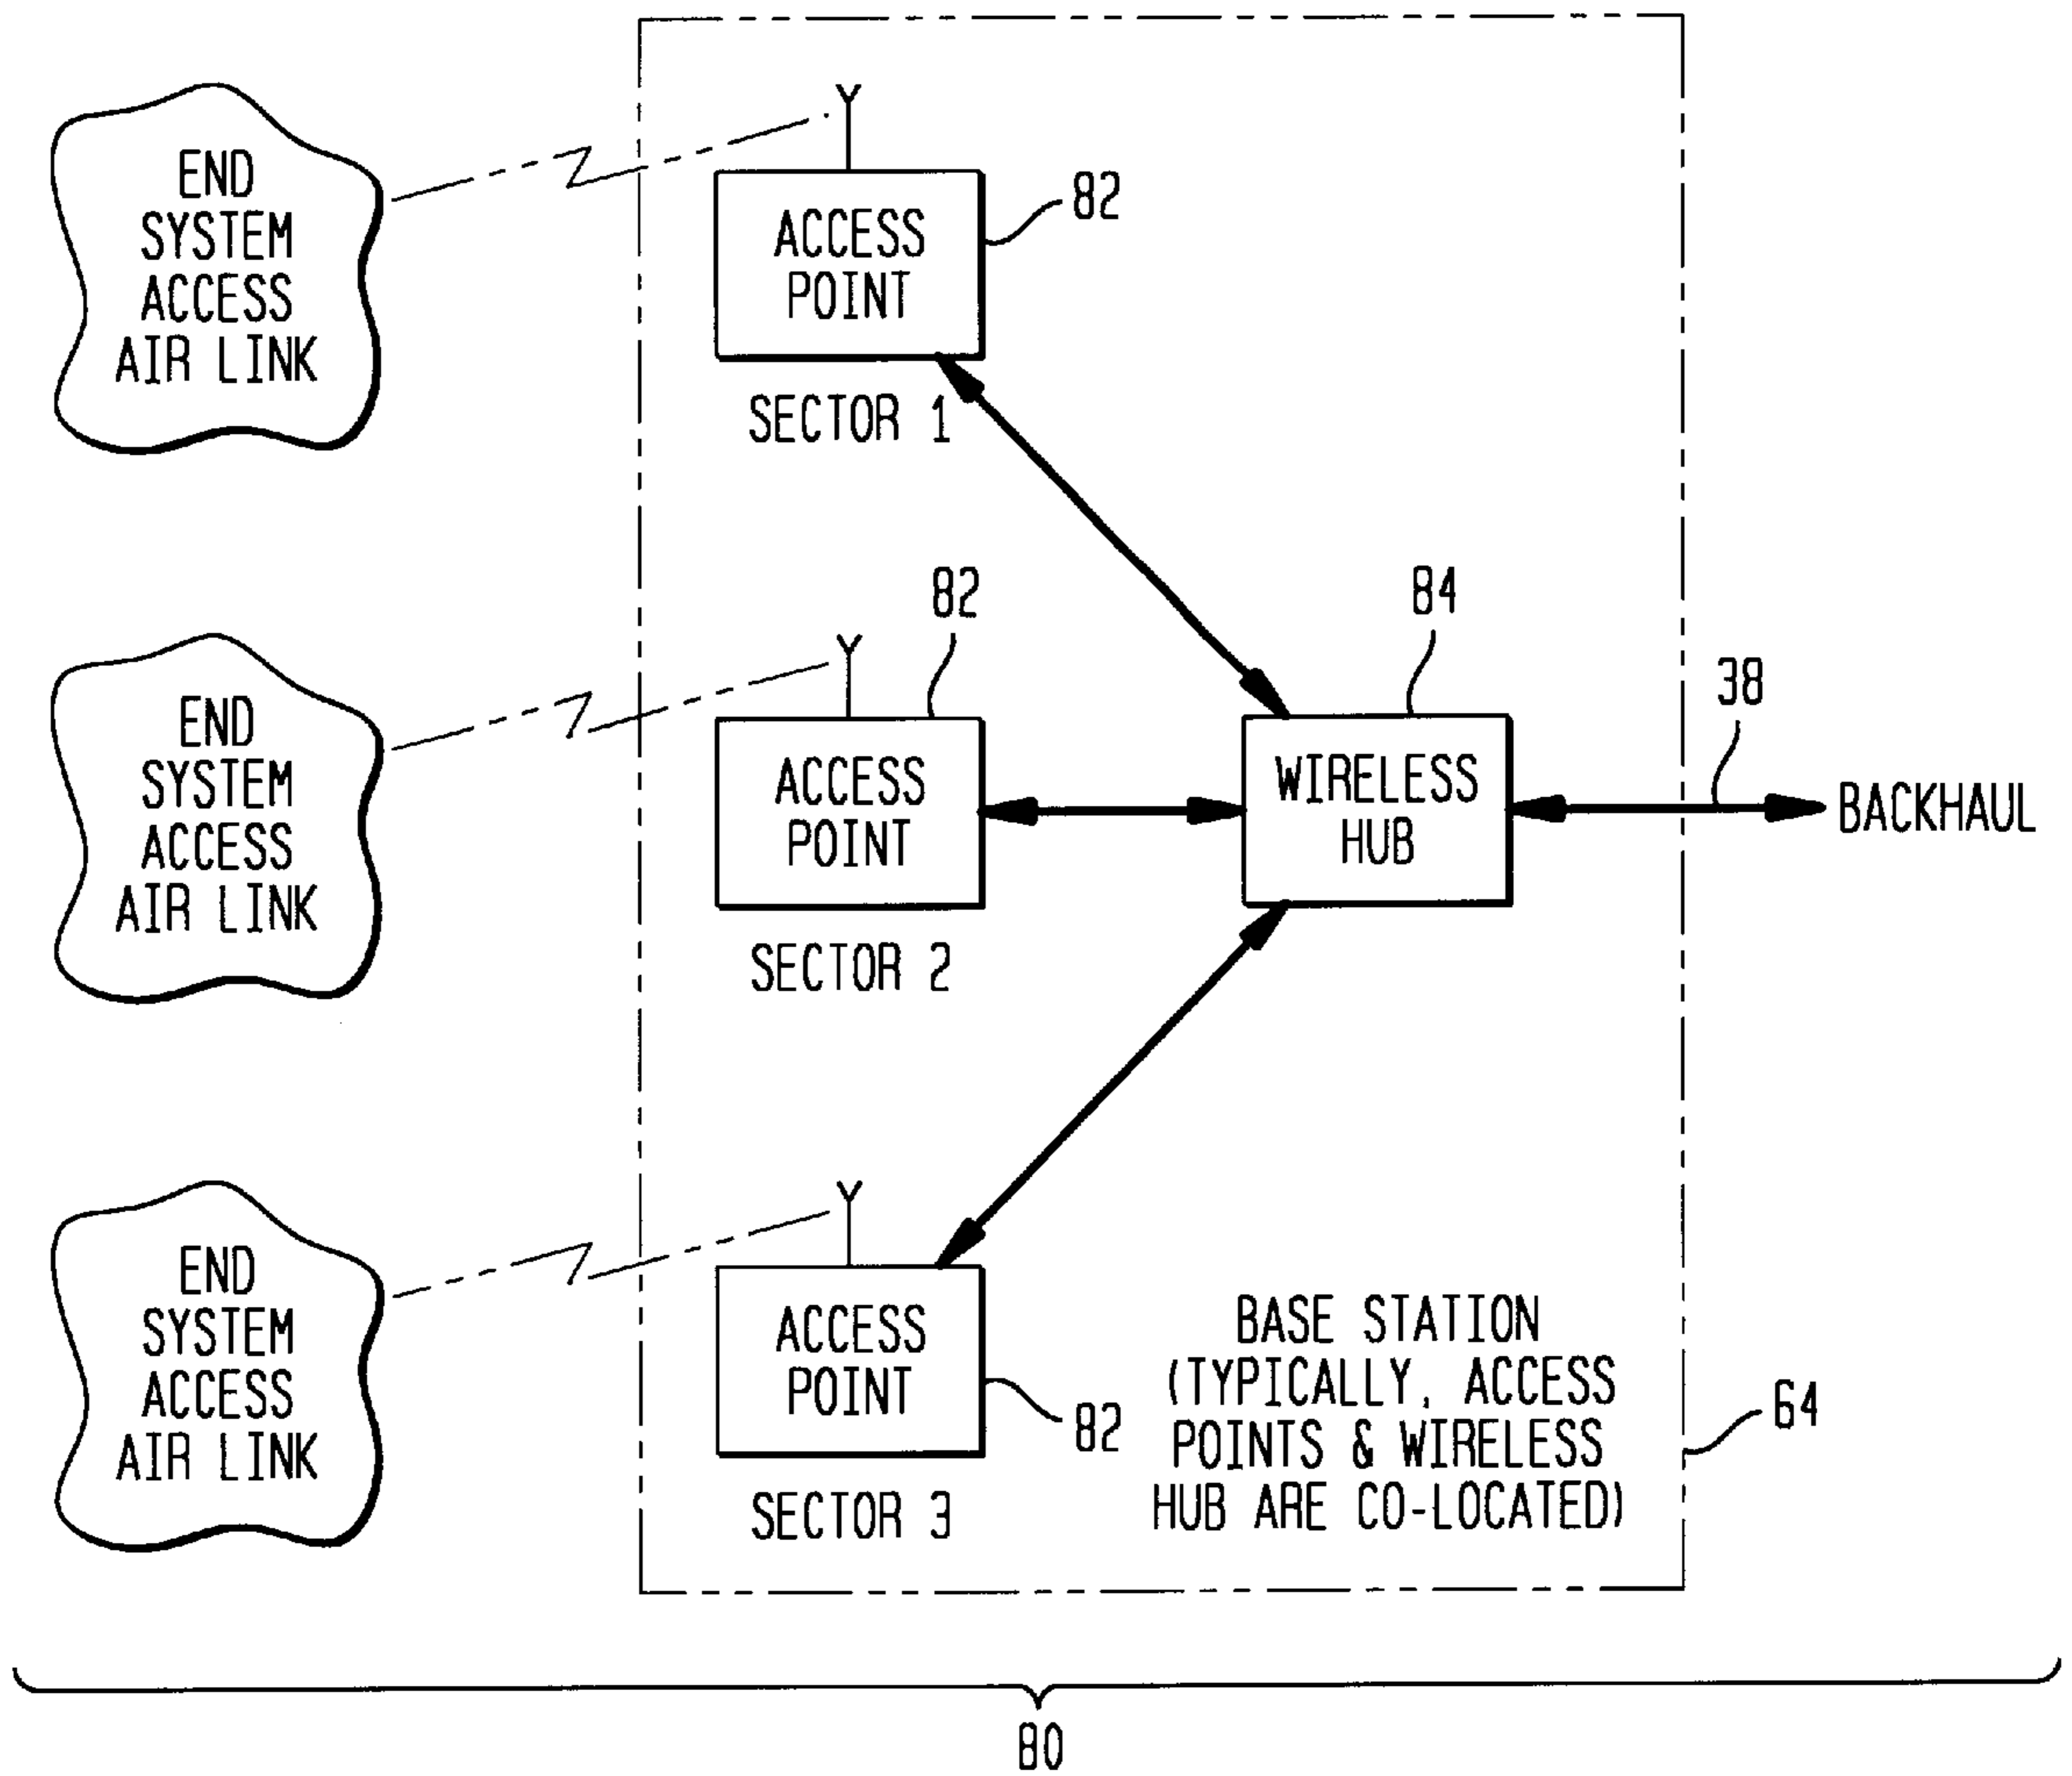 END
SYSTEM
ACCESS
AIR LINK
ACCESS
POINT
82
SECTOR 1
END
SYSTEM
ACCESS
AIR LINK
82
ACCESS
POINT
SECTOR 2
84
WIRELESS
HUB
38
BACKHAUL
END
SYSTEM
ACCESS
AIR LINK
ACCESS
POINT
82
SECTOR 3
BASE STATION
(TYPICALLY, ACCESS
POINTS & WIRELESS
HUB ARE CO-LOCATED)
64
80